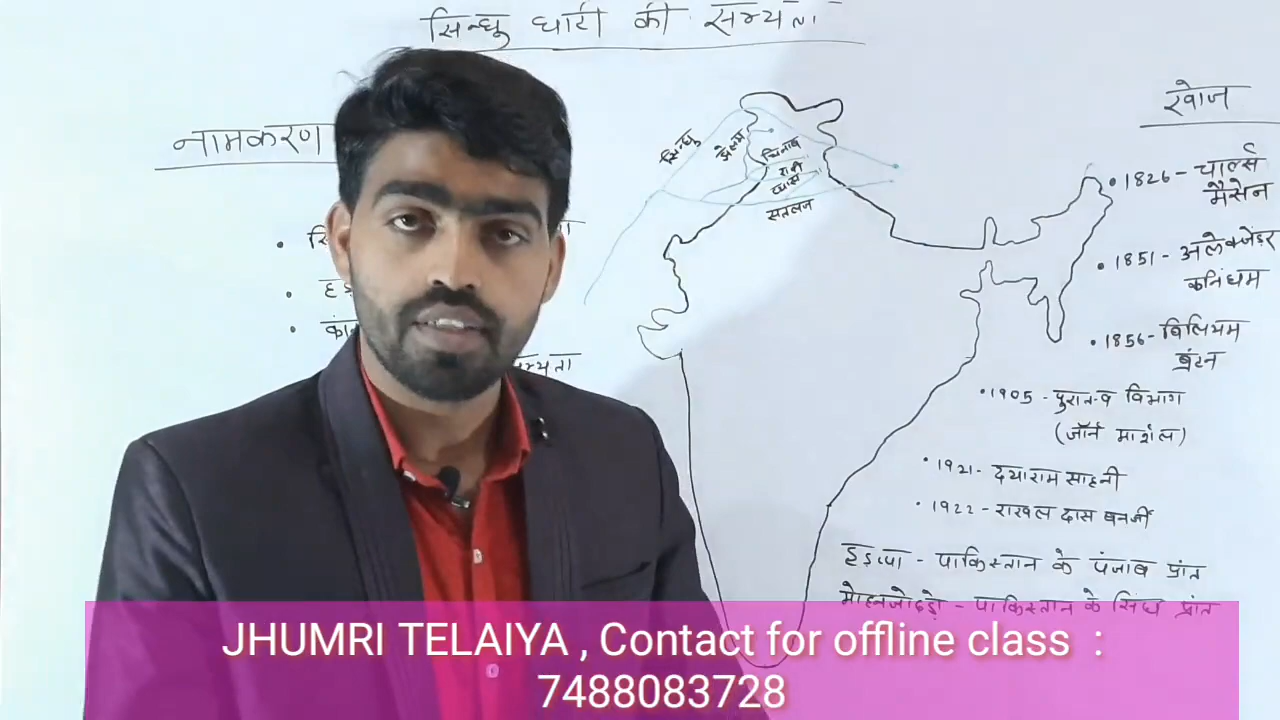 सिन्धु घाटी की सभ्यता
नामकरण
खोज
सिन्धु
झेलम
चिनाब
रावी
व्यास
सतलज
• 1826 - चार्ल्स
मैसेन
• 1851 - अलेक्जेंडर
कनिंघम
• 1856 - विलियम
ब्रंटन
• 1905 - पुरातत्व विभाग
(जॉर्न मार्शल)
• 1921 - दयाराम साहनी
• 1922 - राखल दास बनर्जी
हड़प्पा - पाकिस्तान के पंजाब प्रांत
मोहनजोदड़ो - पाकिस्तान के सिंध प्रांत
JHUMRI TELAIYA , Contact for offline class :
7488083728